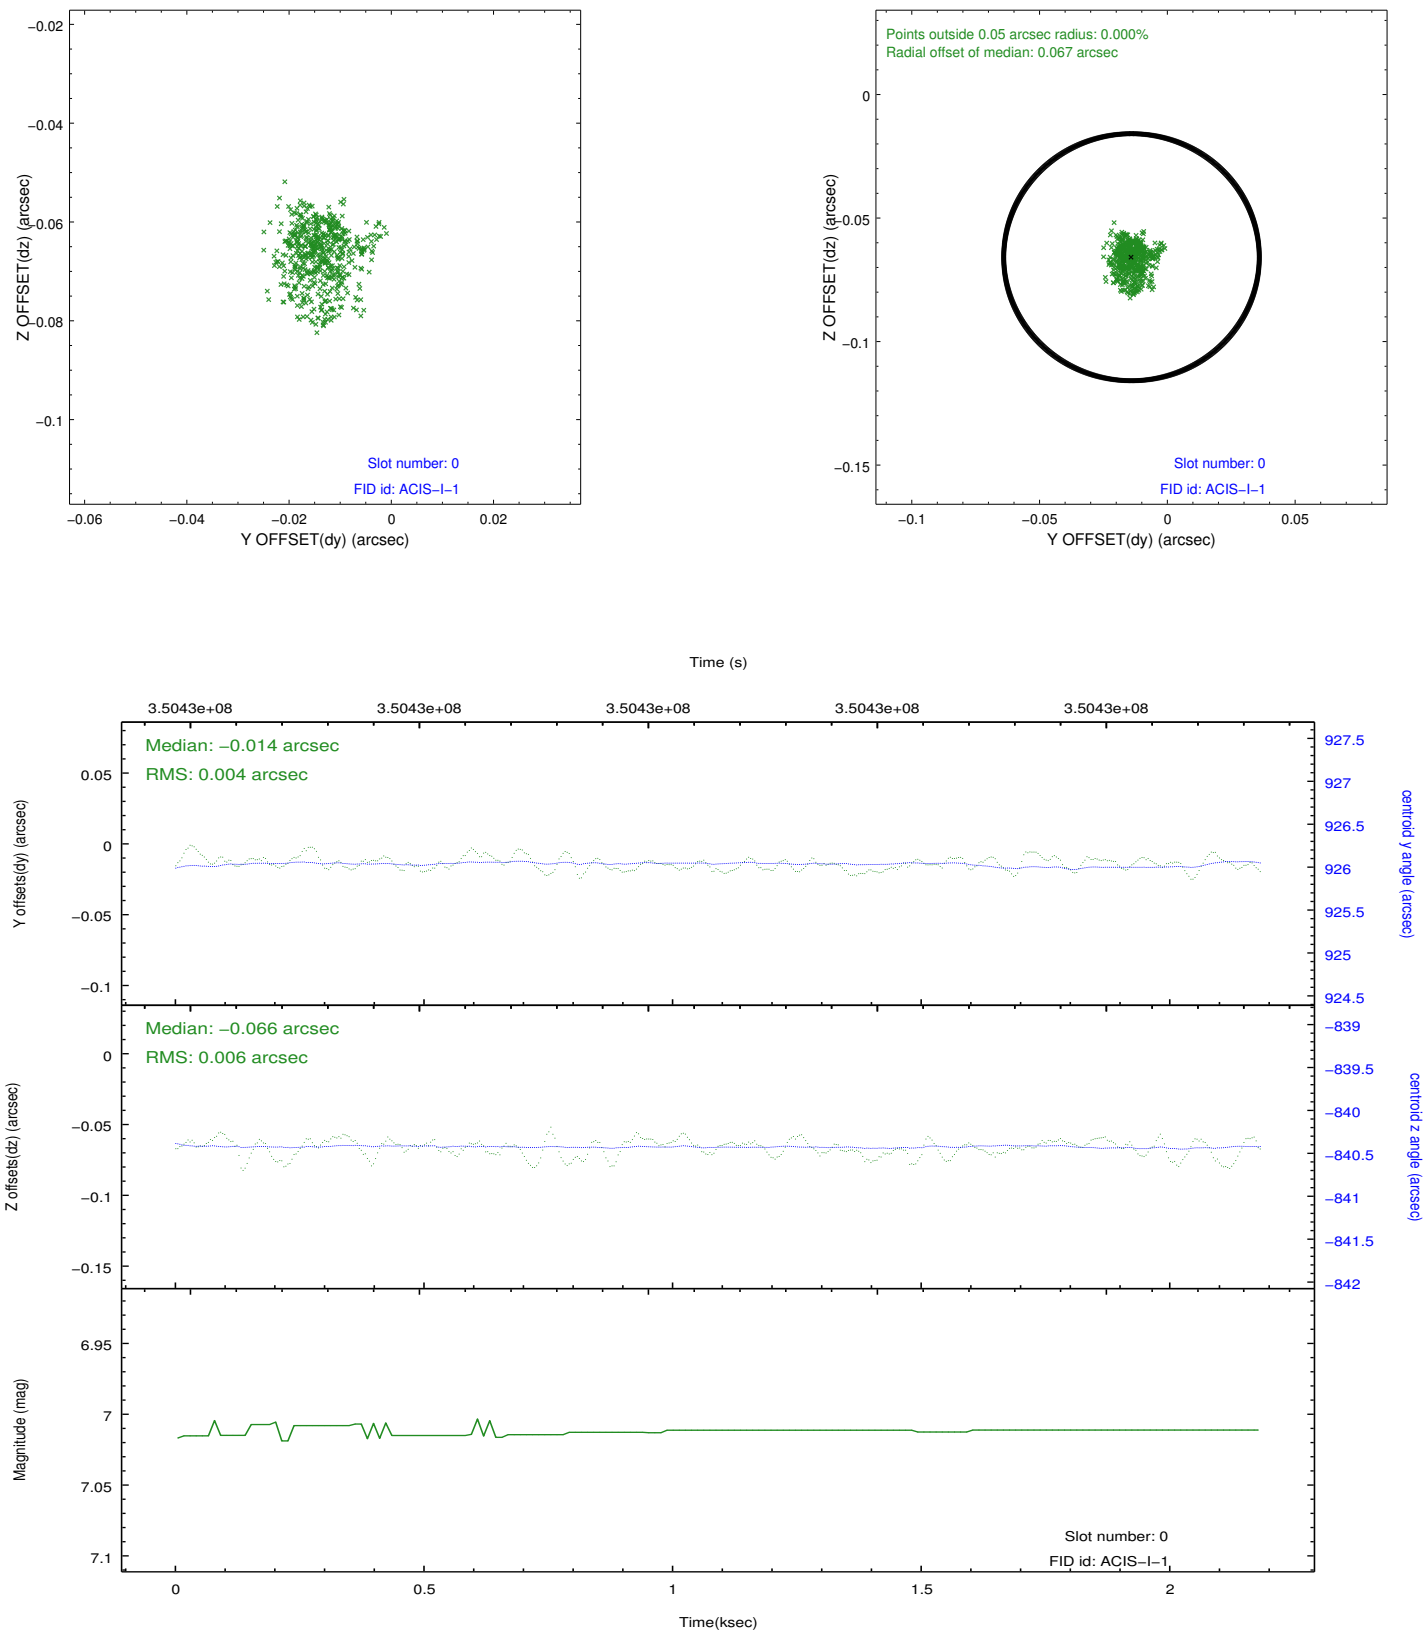 −0.02
−0.04
−0.06
−0.08
−0.1
Z OFFSET(dz) (arcsec)
Slot number: 0
FID id: ACIS−I−1
−0.06 −0.04 −0.02 0 0.02
Y OFFSET(dy) (arcsec)
Points outside 0.05 arcsec radius: 0.000%
Radial offset of median: 0.067 arcsec
0
−0.05
−0.1
−0.15
Z OFFSET(dz) (arcsec)
Slot number: 0
FID id: ACIS−I−1
−0.1 −0.05 0 0.05
Y OFFSET(dy) (arcsec)
Time (s)
3.5043e+08 3.5043e+08 3.5043e+08 3.5043e+08 3.5043e+08
Median: −0.014 arcsec
RMS: 0.004 arcsec
0.05
0
−0.05
−0.1
Y offsets(dy) (arcsec)
927.5
927
926.5
926
925.5
925
924.5
centroid y angle (arcsec)
Median: −0.066 arcsec
RMS: 0.006 arcsec
0
−0.05
−0.1
−0.15
Z offsets(dz) (arcsec)
−839
−839.5
−840
−840.5
−841
−841.5
−842
centroid z angle (arcsec)
6.95
7
7.05
7.1
Magnitude (mag)
Slot number: 0
FID id: ACIS−I−1
0 0.5 1 1.5 2
Time(ksec)